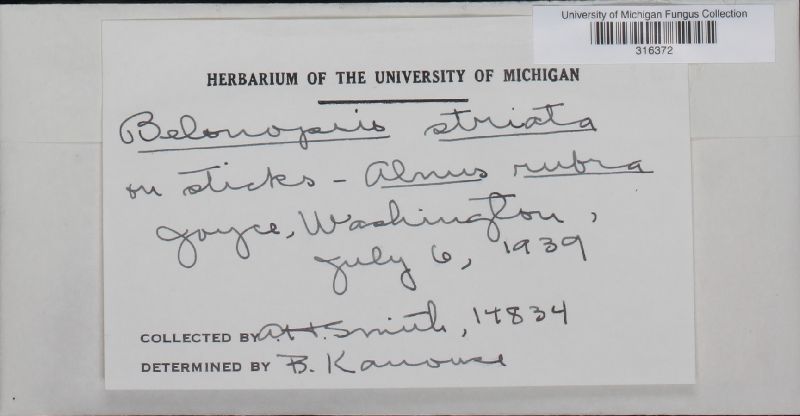 University of Michigan Fungus Collection
316372
HERBARIUM OF THE UNIVERSITY OF MICHIGAN
Belonopsis striata
on sticks - Alnus rubra
Joyce, Washington,
July 6, 1939
COLLECTED BY A.H. Smith, 14834
DETERMINED BY B. Kanouse